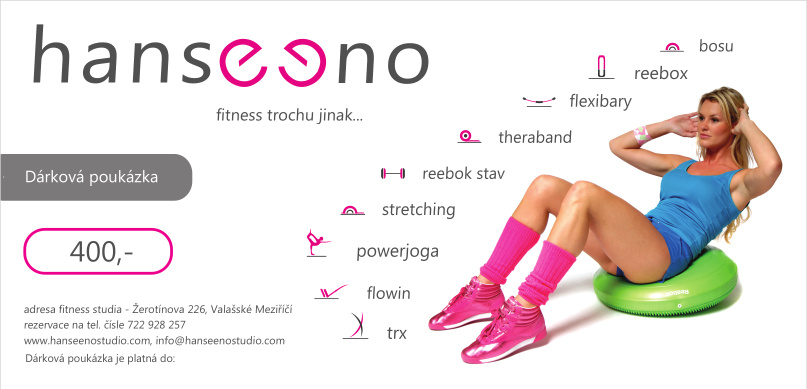 hanseeno
fitness trochu jinak...
bosu
reebox
flexibary
theraband
reebok stav
stretching
powerjoga
flowin
trx
Dárková poukázka
400,-
adresa fitness studia - Žerotínova 226, Valašské Meziříčí
rezervace na tel. čísle 722 928 257
www.hanseenostudio.com, info@hanseenostudio.com
Dárková poukázka je platná do: